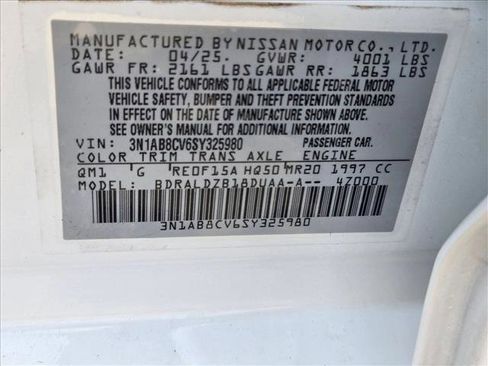 MANUFACTURED BY NISSAN MOTOR CO., LTD.
DATE: 04/25. GVWR: 4001 LBS
GAWR FR: 2161 LBS GAWR RR: 1863 LBS
THIS VEHICLE CONFORMS TO ALL APPLICABLE FEDERAL MOTOR
VEHICLE SAFETY, BUMPER AND THEFT PREVENTION STANDARDS
IN EFFECT ON THE DATE OF MANUFACTURE SHOWN ABOVE.
SEE OWNER'S MANUAL FOR ADDITIONAL INFORMATION.
VIN: 3N1AB8CV6SY325980 PASSENGER CAR.
COLOR TRIM TRANS AXLE ENGINE
QM1 G RE0F15A HQ50 MR20 1997 CC
MODEL: BDRALDZB18DUAA-A-- 4Z000
3N1AB8CV6SY325980